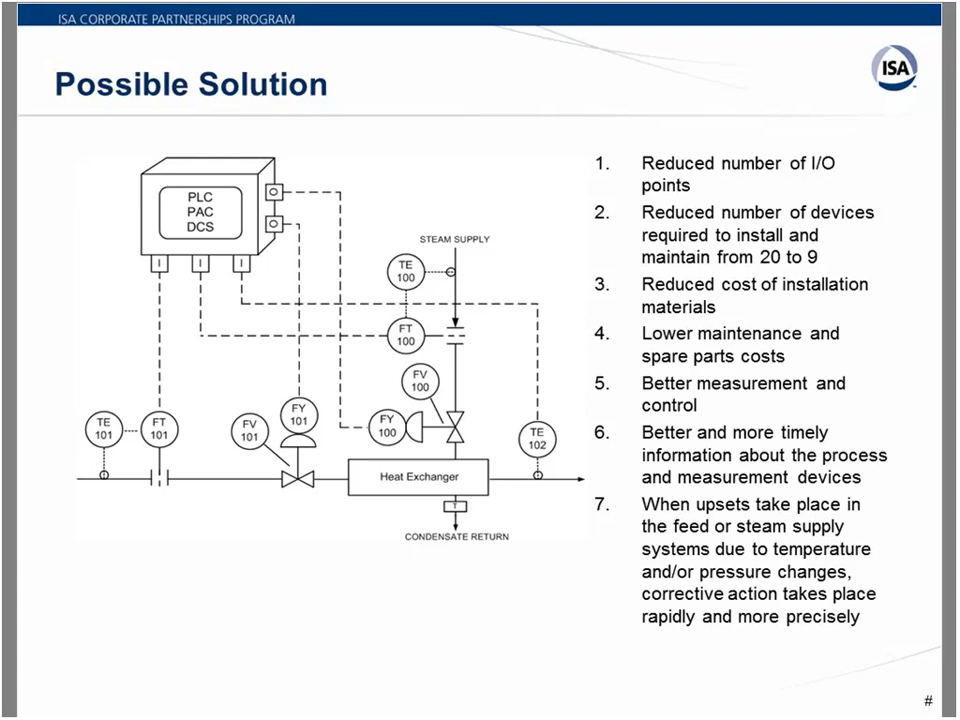 ISA CORPORATE PARTNERSHIPS PROGRAM
Possible Solution
ISA
PLC
PAC
DCS
O
O
I
I
I
STEAM SUPPLY
TE
100
FT
100
FV
100
FY
100
TE
101
FT
101
FV
101
FY
101
TE
102
Heat Exchanger
T
CONDENSATE RETURN
1. Reduced number of I/O
points
2. Reduced number of devices
required to install and
maintain from 20 to 9
3. Reduced cost of installation
materials
4. Lower maintenance and
spare parts costs
5. Better measurement and
control
6. Better and more timely
information about the process
and measurement devices
7. When upsets take place in
the feed or steam supply
systems due to temperature
and/or pressure changes,
corrective action takes place
rapidly and more precisely
#